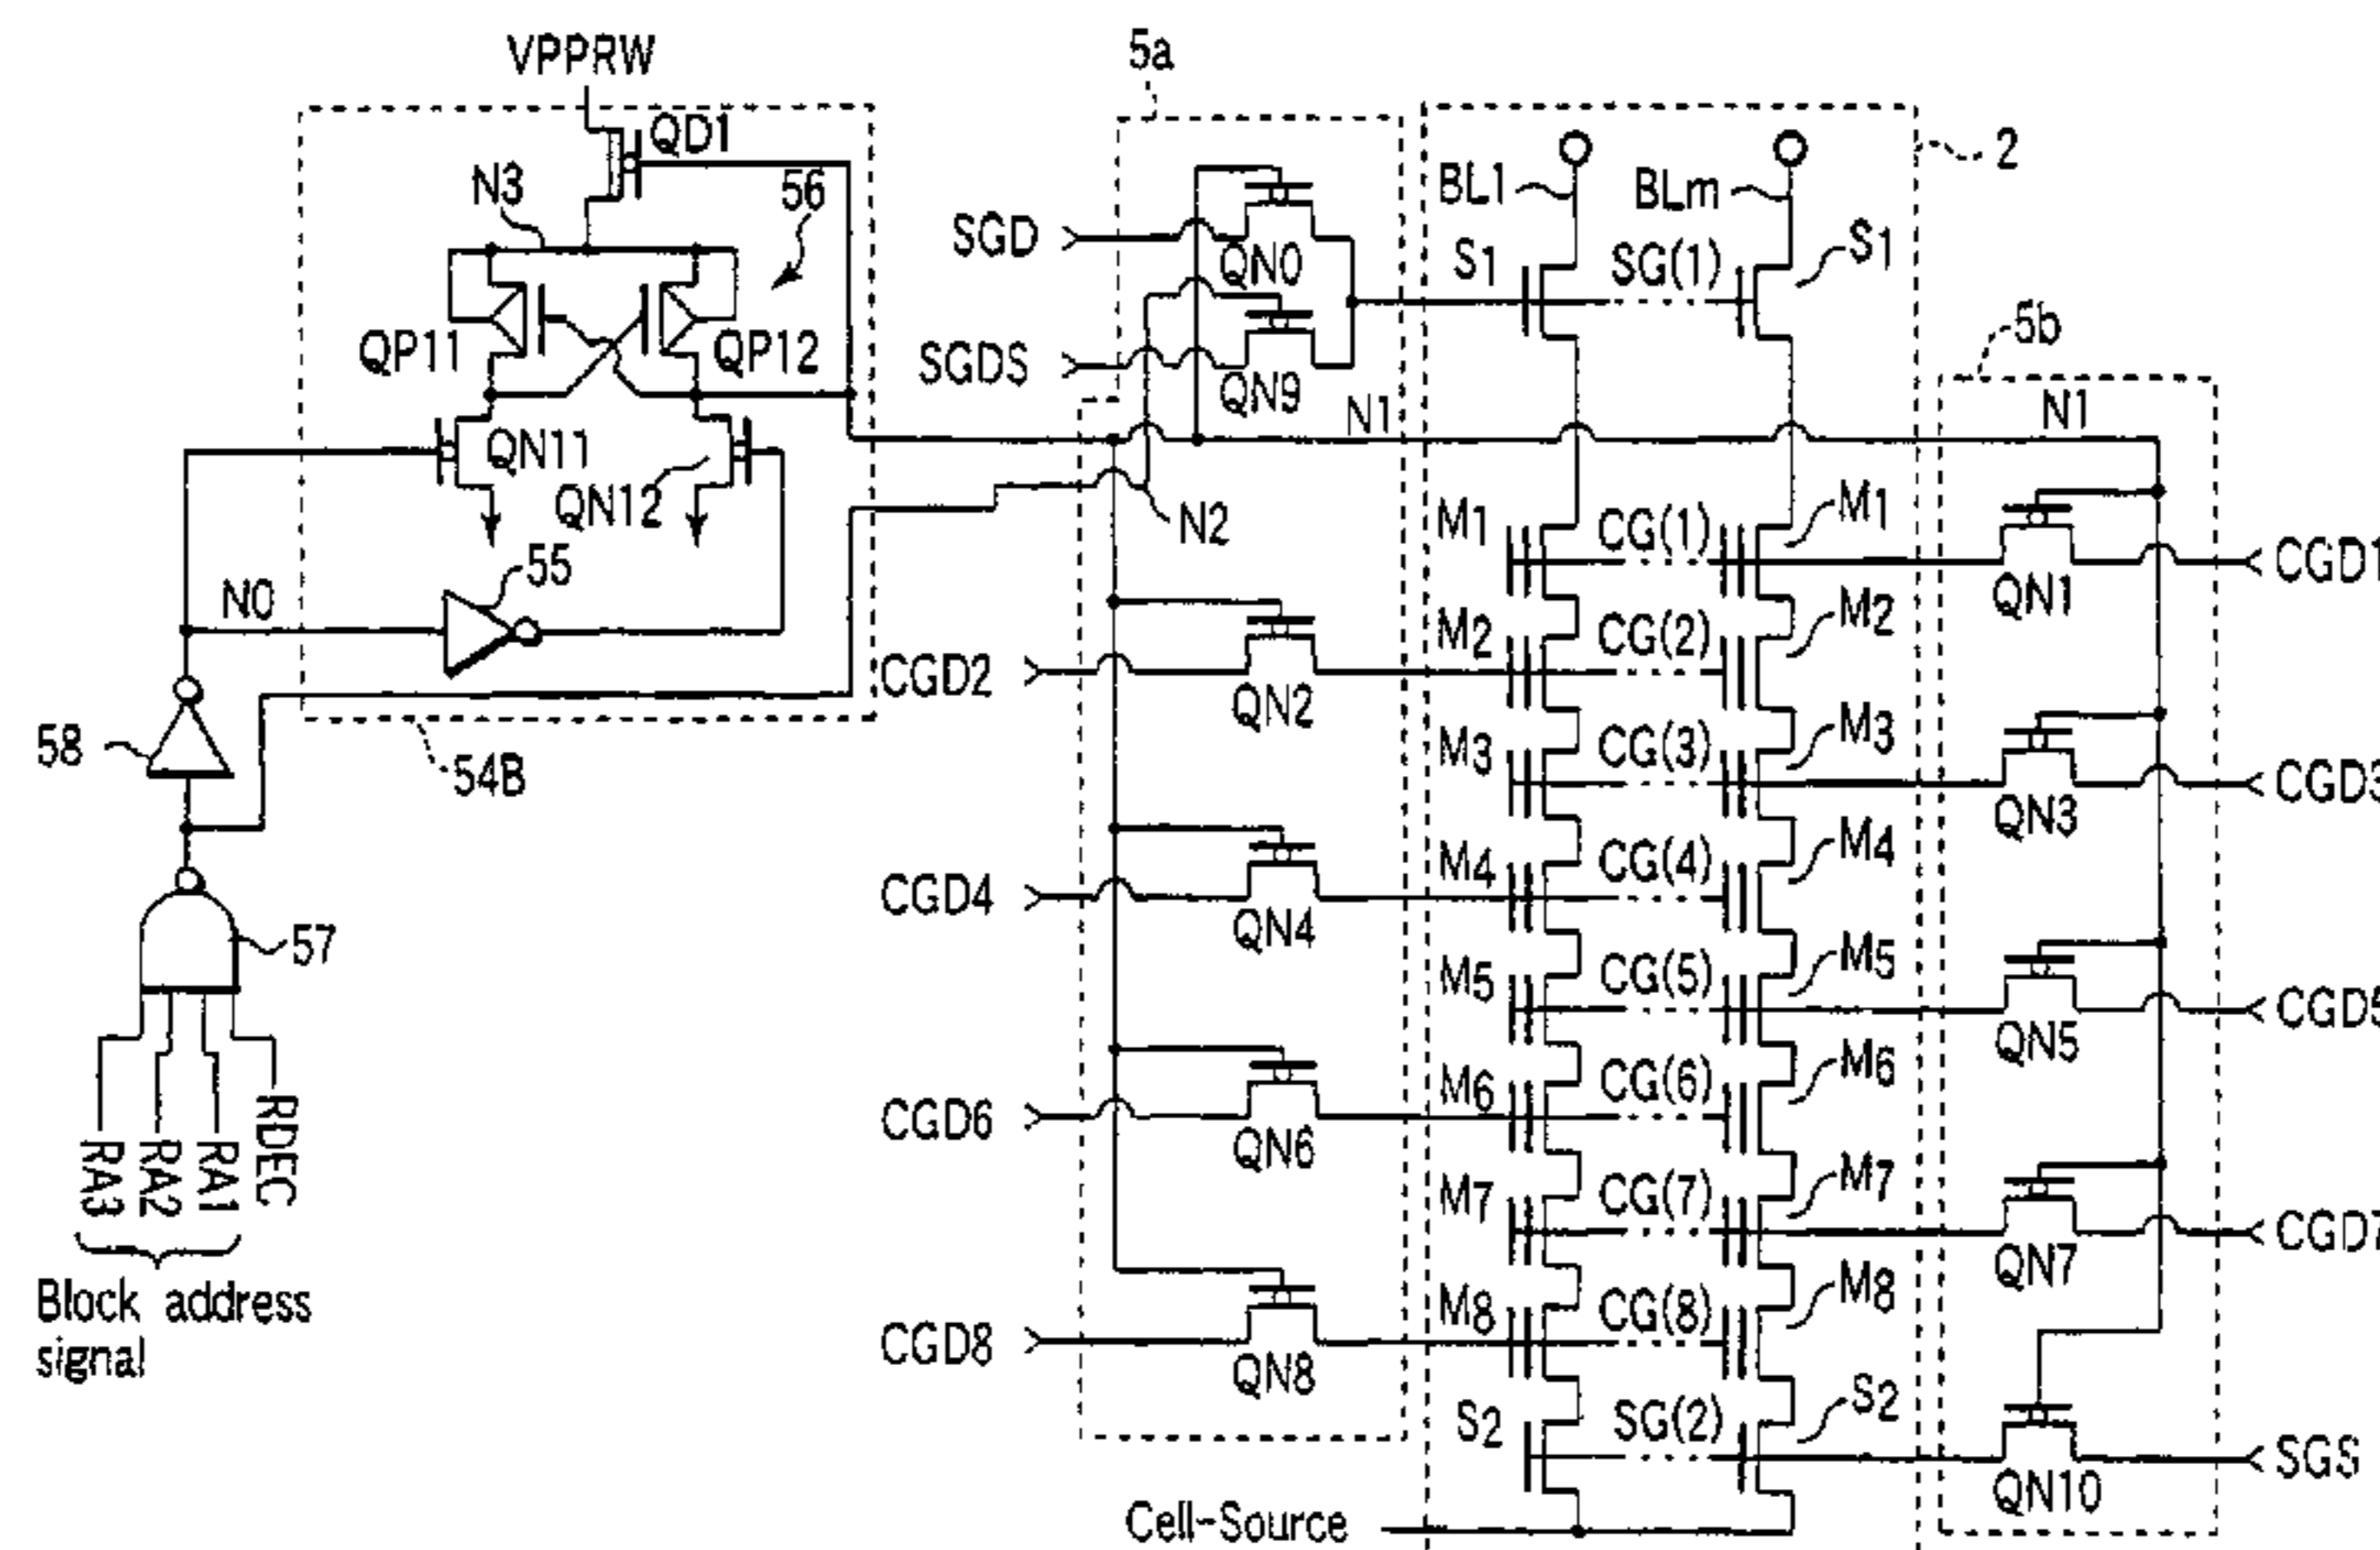 VPPRW
5a
QD1
N3
56
2
BL1
BLm
SGD
S1
SG(1)
S1
QN0
5b
QP11
QP12
SGDS
QN9
N1
N1
QN11
QN12
N2
M1
CG(1)
M1
CGD1
55
QN1
N0
M2
CG(2)
M2
CGD2
QN2
58
M3
CG(3)
M3
54B
CGD3
QN3
M4
CG(4)
M4
CGD4
QN4
57
M5
CG(5)
M5
CGD5
QN5
M6
CG(6)
M6
CGD6
QN6
RA3
RA2
RA1
RDEC
M7
CG(7)
M7
CGD7
QN7
Block address
signal
M8
CG(8)
M8
CGD8
QN8
S2
SG(2)
S2
SGS
QN10
Cell-Source